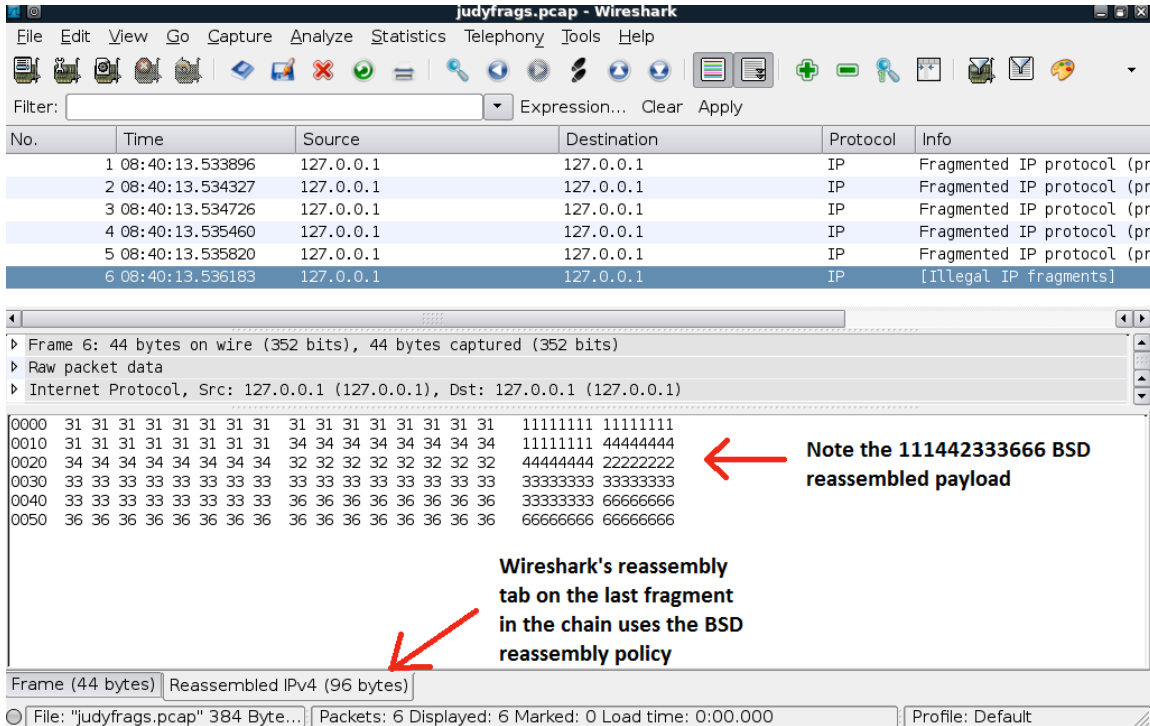 judyfrags.pcap - Wireshark
File Edit View Go Capture Analyze Statistics Telephony Tools Help
Filter: Expression... Clear Apply
No. Time Source Destination Protocol Info
1 08:40:13.533896 127.0.0.1 127.0.0.1 IP Fragmented IP protocol (pr
2 08:40:13.534327 127.0.0.1 127.0.0.1 IP Fragmented IP protocol (pr
3 08:40:13.534726 127.0.0.1 127.0.0.1 IP Fragmented IP protocol (pr
4 08:40:13.535460 127.0.0.1 127.0.0.1 IP Fragmented IP protocol (pr
5 08:40:13.535820 127.0.0.1 127.0.0.1 IP Fragmented IP protocol (pr
6 08:40:13.536183 127.0.0.1 127.0.0.1 IP [Illegal IP fragments]
Frame 6: 44 bytes on wire (352 bits), 44 bytes captured (352 bits)
Raw packet data
Internet Protocol, Src: 127.0.0.1 (127.0.0.1), Dst: 127.0.0.1 (127.0.0.1)
0000 31 31 31 31 31 31 31 31 31 31 31 31 31 31 31 31 11111111 11111111
0010 31 31 31 31 31 31 31 31 34 34 34 34 34 34 34 34 11111111 44444444
0020 34 34 34 34 34 34 34 34 32 32 32 32 32 32 32 32 44444444 22222222
0030 33 33 33 33 33 33 33 33 33 33 33 33 33 33 33 33 33333333 33333333
0040 33 33 33 33 33 33 33 33 36 36 36 36 36 36 36 36 33333333 66666666
0050 36 36 36 36 36 36 36 36 36 36 36 36 36 36 36 36 66666666 66666666
Note the 111442333666 BSD
reassembled payload
Wireshark's reassembly
tab on the last fragment
in the chain uses the BSD
reassembly policy
Frame (44 bytes) Reassembled IPv4 (96 bytes)
File: "judyfrags.pcap" 384 Byte... Packets: 6 Displayed: 6 Marked: 0 Load time: 0:00.000 Profile: Default